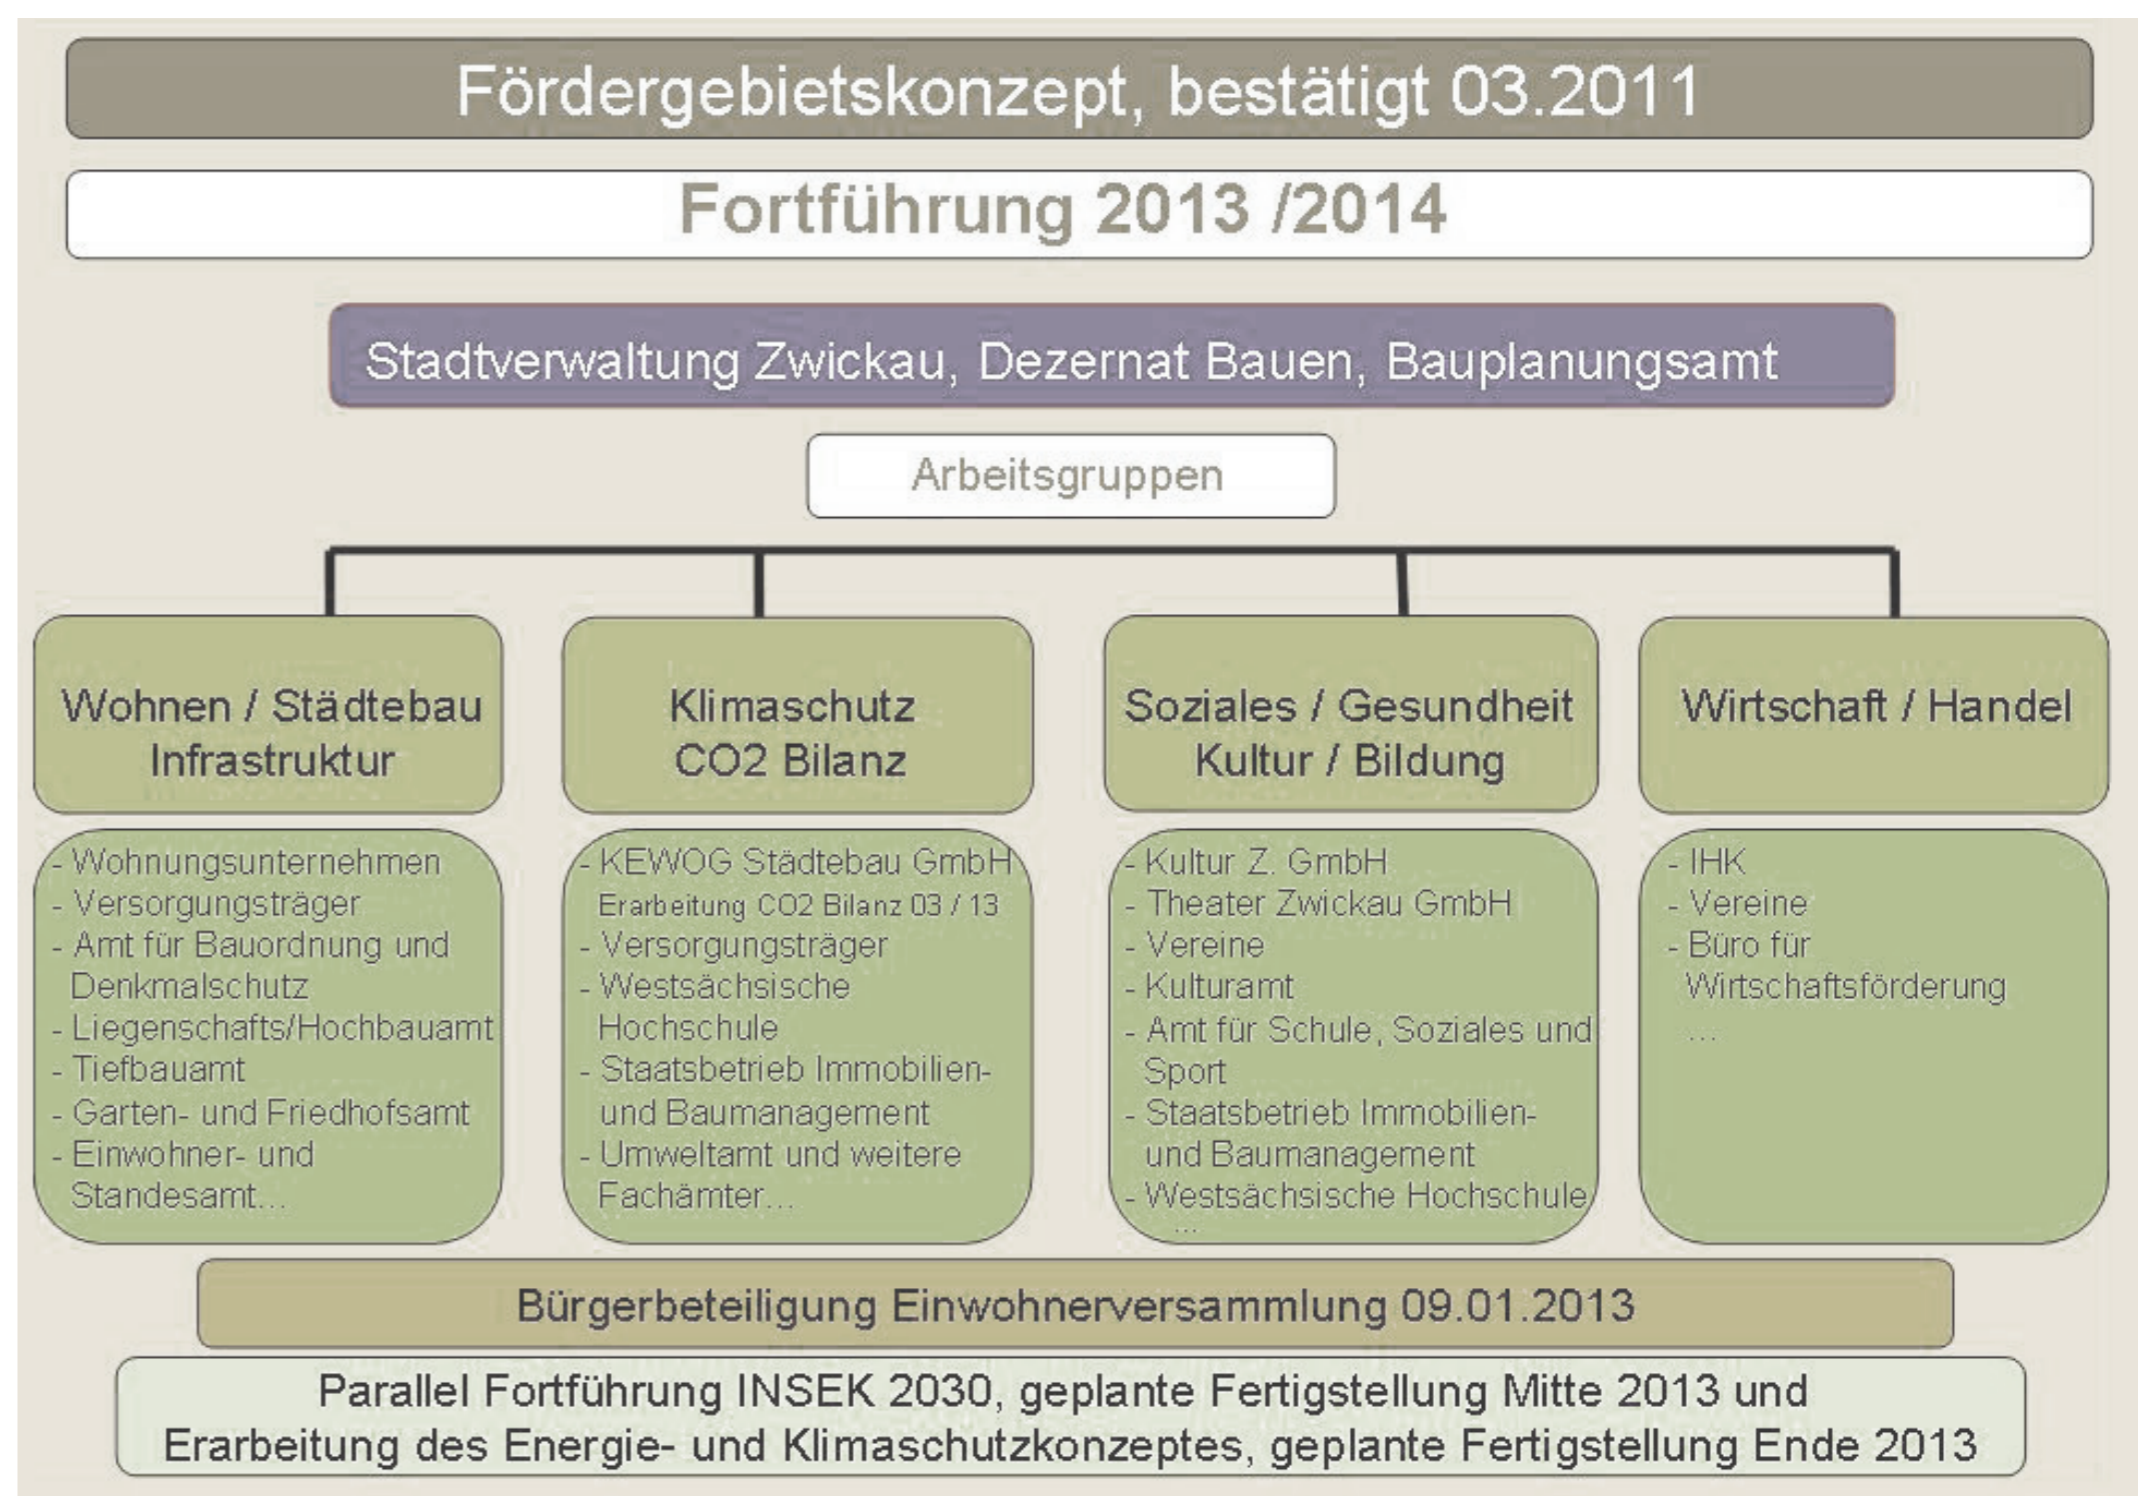 Fördergebietskonzept, bestätigt 03.2011
Fortführung 2013 /2014
Stadtverwaltung Zwickau, Dezernat Bauen, Bauplanungsamt
Arbeitsgruppen
Wohnen / Städtebau
Infrastruktur
- Wohnungsunternehmen
- Versorgungsträger
- Amt für Bauordnung und
Denkmalschutz
- Liegenschafts/Hochbauamt
- Tiefbauamt
- Garten- und Friedhofsamt
- Einwohner- und
Standesamt...
Klimaschutz
CO2 Bilanz
- KEWOG Städtebau GmbH
Erarbeitung CO2 Bilanz 03 / 13
- Versorgungsträger
- Westsächsische
Hochschule
- Staatsbetrieb Immobilien-
und Baumanagement
- Umweltamt und weitere
Fachämter...
Soziales / Gesundheit
Kultur / Bildung
- Kultur Z. GmbH
- Theater Zwickau GmbH
- Vereine
- Kulturamt
- Amt für Schule, Soziales und
Sport
- Staatsbetrieb Immobilien-
und Baumanagement
- Westsächsische Hochschule
...
Wirtschaft / Handel
- IHK
- Vereine
- Büro für
Wirtschaftsförderung
...
Bürgerbeteiligung Einwohnerversammlung 09.01.2013
Parallel Fortführung INSEK 2030, geplante Fertigstellung Mitte 2013 und
Erarbeitung des Energie- und Klimaschutzkonzeptes, geplante Fertigstellung Ende 2013